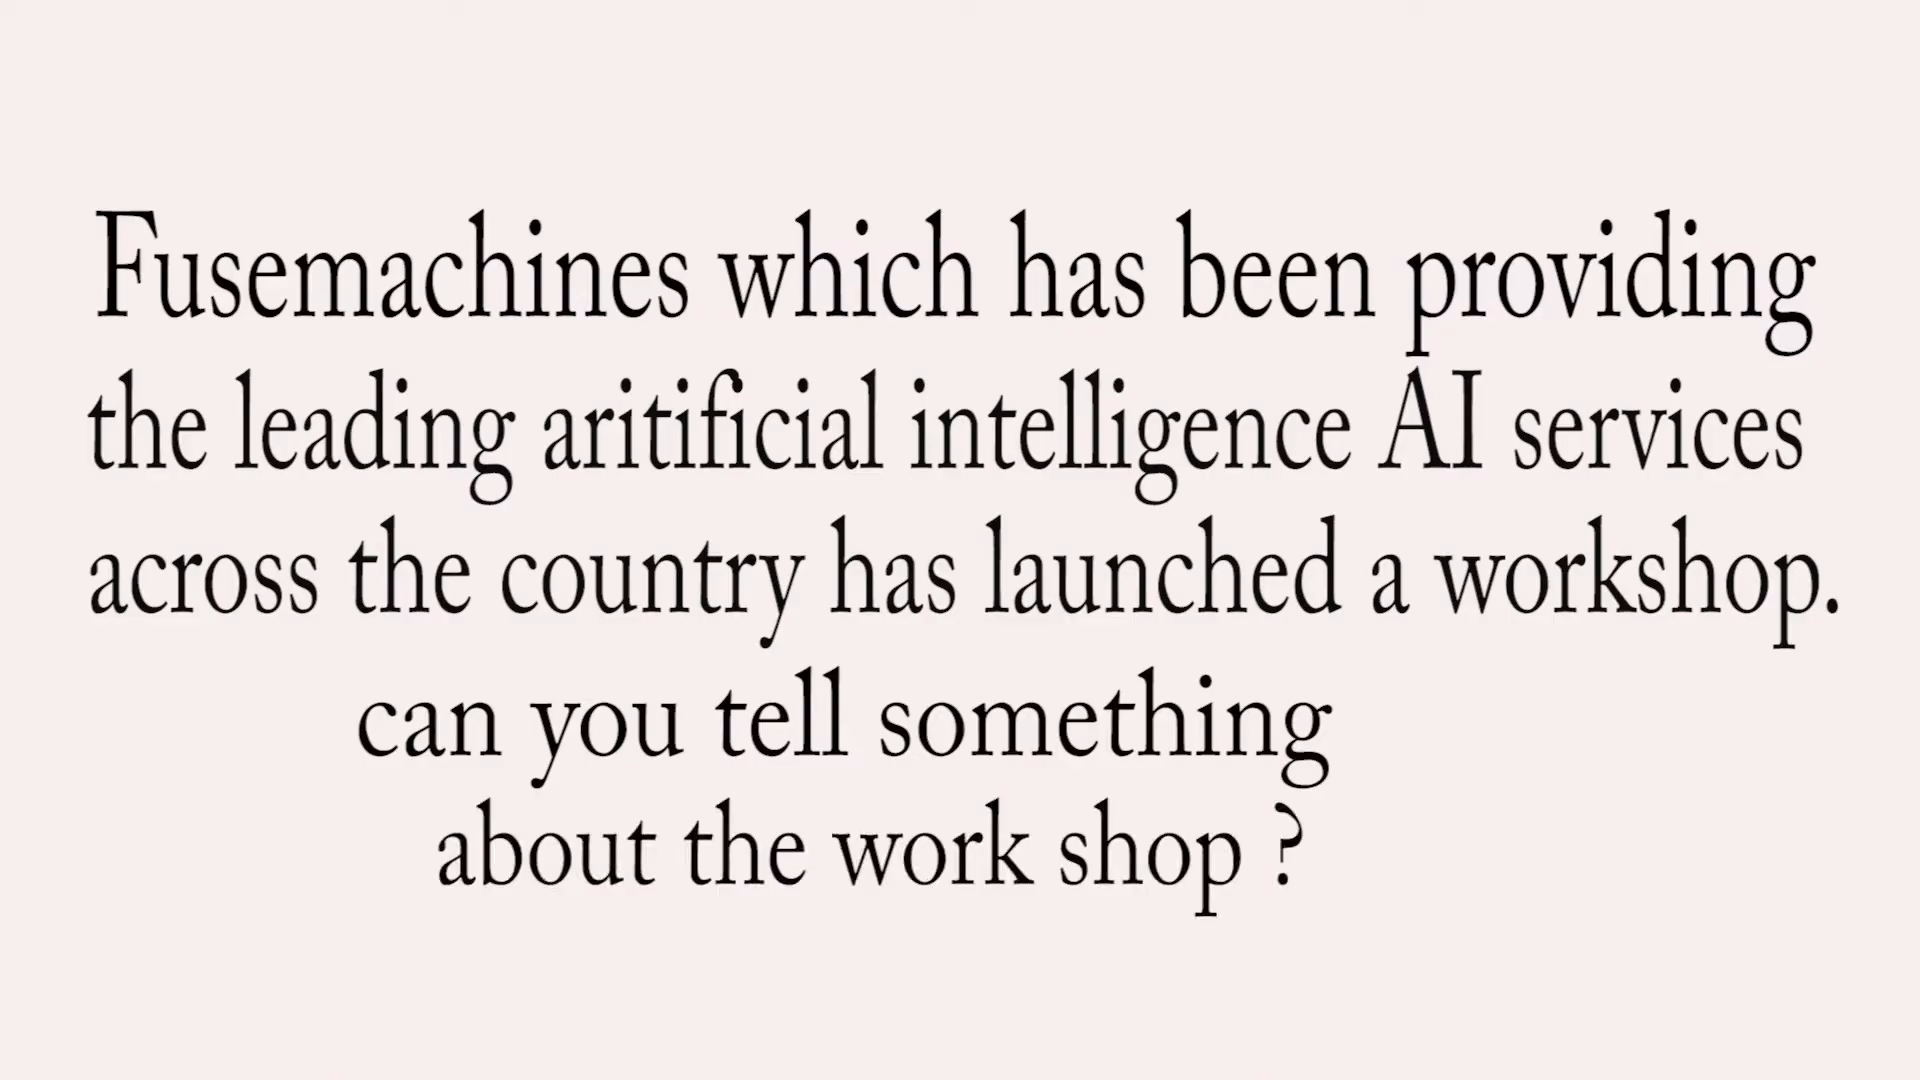 Fusemachines which has been providing
the leading aritificial intelligence AI services
across the country has launched a workshop.
can you tell something
about the work shop ?